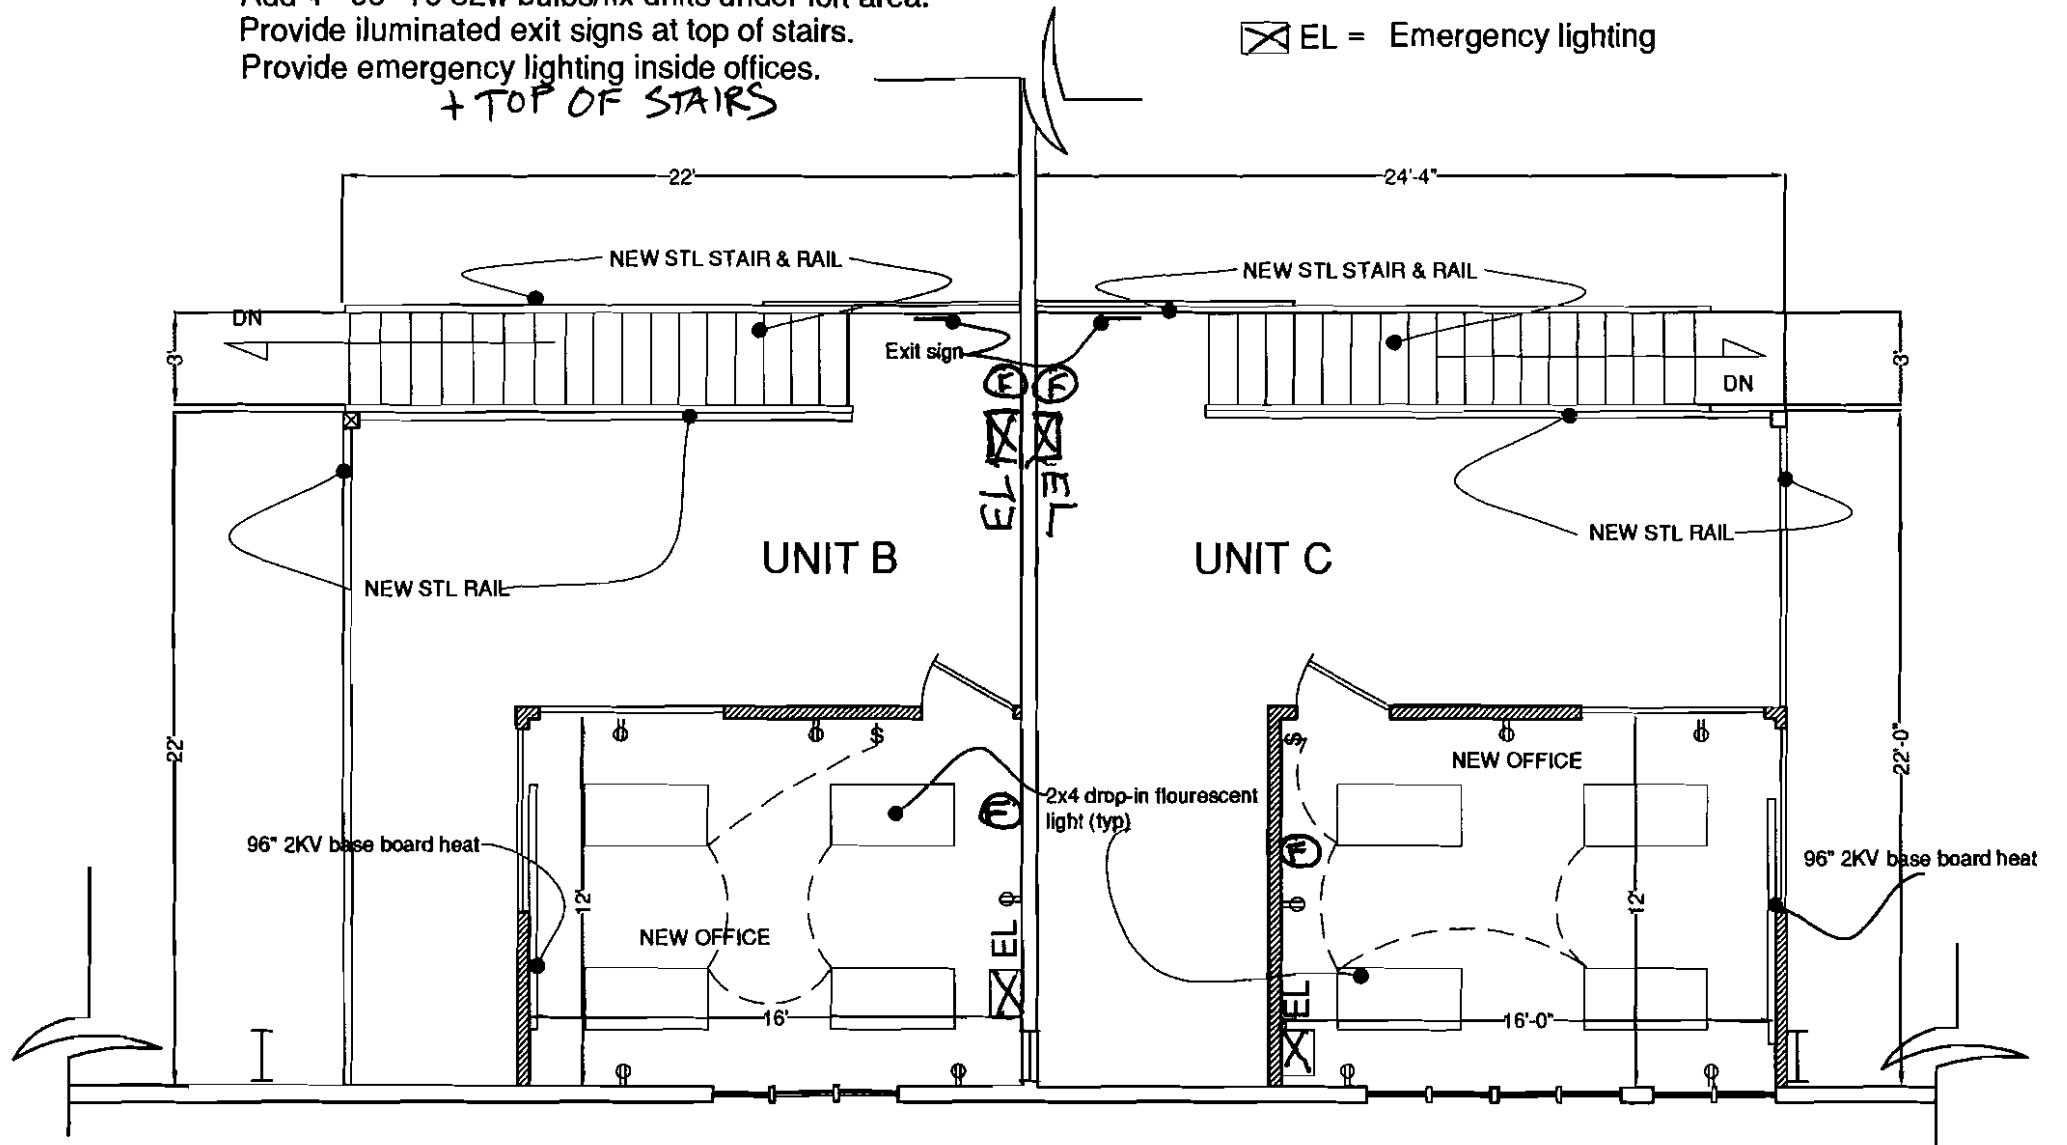 Provide iluminated exit signs at top of stairs.
Provide emergency lighting inside offices.
+ TOP OF STAIRS
EL = Emergency lighting
22'
24'-4"
NEW STL STAIR & RAIL
NEW STL STAIR & RAIL
DN
3'
Exit sign
F
F
3'
DN
EL
EL
NEW STL RAIL
UNIT B
UNIT C
NEW STL RAIL
22'
22'-0"
NEW OFFICE
$
$
2x4 drop-in flourescent
light (typ)
F
F
96" 2KV base board heat
96" 2KV base board heat
12'
12'
NEW OFFICE
EL
EL
16'
16'-0"